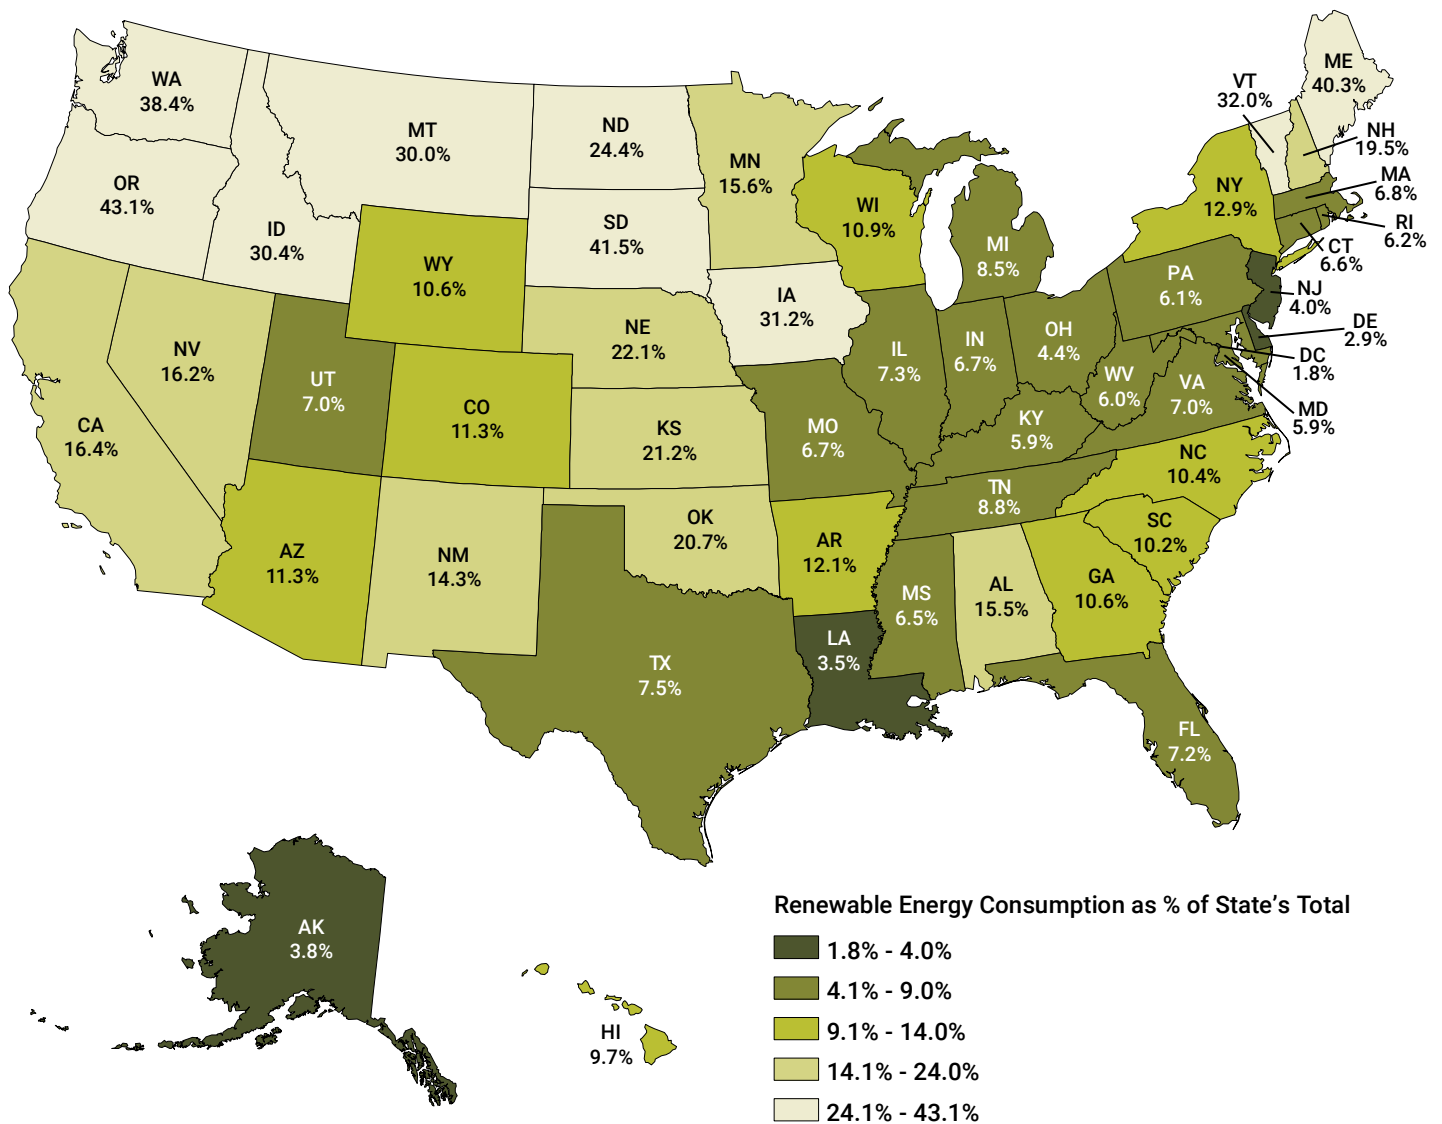 WA
38.4%
OR
43.1%
CA
16.4%
NV
16.2%
ID
30.4%
MT
30.0%
WY
10.6%
UT
7.0%
CO
11.3%
AZ
11.3%
NM
14.3%
ND
24.4%
SD
41.5%
NE
22.1%
KS
21.2%
OK
20.7%
TX
7.5%
MN
15.6%
IA
31.2%
MO
6.7%
AR
12.1%
LA
3.5%
WI
10.9%
IL
7.3%
MI
8.5%
IN
6.7%
OH
4.4%
KY
5.9%
TN
8.8%
MS
6.5%
AL
15.5%
GA
10.6%
FL
7.2%
SC
10.2%
NC
10.4%
VA
7.0%
WV
6.0%
PA
6.1%
NY
12.9%
VT
32.0%
ME
40.3%
NH
19.5%
MA
6.8%
RI
6.2%
CT
6.6%
NJ
4.0%
DE
2.9%
DC
1.8%
MD
5.9%
AK
3.8%
HI
9.7%
Renewable Energy Consumption as % of State’s Total
1.8% - 4.0%
4.1% - 9.0%
9.1% - 14.0%
14.1% - 24.0%
24.1% - 43.1%